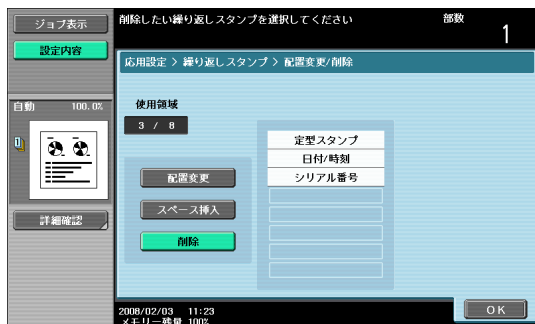 ジョブ表示
削除したい繰り返しスタンプを選択してください
部数
1
設定内容
応用設定 > 繰り返しスタンプ > 配置変更/削除
自動 100.0%
使用領域
3 / 8
定型スタンプ
日付/時刻
シリアル番号
配置変更
スペース挿入
削除
詳細確認
2008/02/03 11:23
メモリー残量 100%
OK